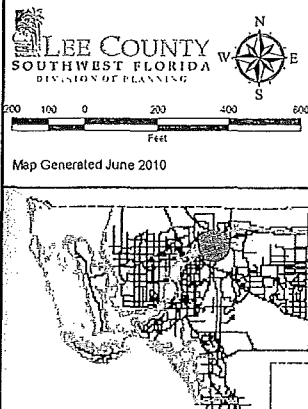 N
LEE COUNTY
W E
SOUTHWEST FLORIDA
DIVISION OF PLANNING
S
200 100 0 200 400 600
Feet
Map Generated June 2010